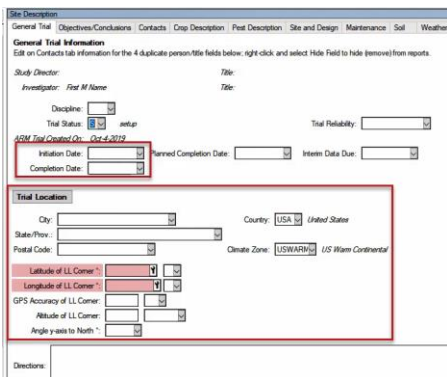 Site Description
General Trial Objectives/Conclusions Contacts Crop Description Pest Description Site and Design Maintenance Soil Weather
General Trial Information
Edit on Contacts tab information for the 4 duplicate person/title fields below: right-click and select Hide Field to hide (remove) from reports.
Study Director: Title:
Investigator: First M Name Title:
Discipline:
Trial Status: setup Trial Reliability:
ARM Trial Created On: Oct-4-2019
Initiation Date: Planned Completion Date: Interim Data Due:
Completion Date:
Trial Location
City: Country: USA United States
State/Prov.:
Postal Code: Climate Zone: USWARM US Warm Continental
Latitude of LL Corner °: Y
Longitude of LL Corner °: Y
GPS Accuracy of LL Corner:
Altitude of LL Corner:
Angle y-axis to North °:
Directions: